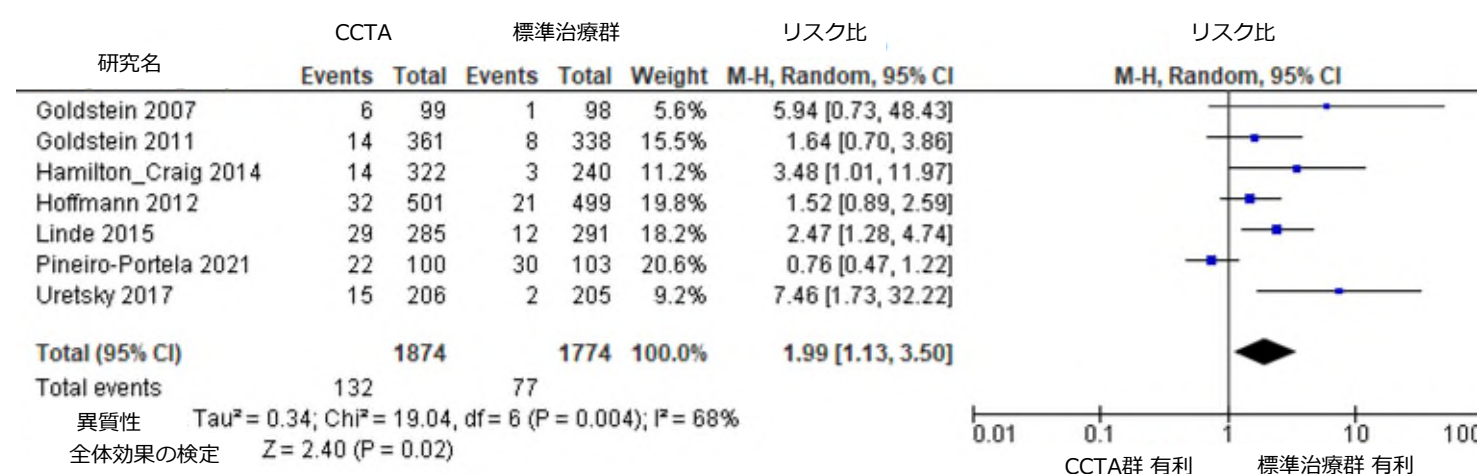 CCTA 標準治療群 リスク比 リスク比
研究名 Events Total Events Total Weight M-H, Random, 95% CI M-H, Random, 95% CI
Goldstein 2007 6 99 1 98 5.6% 5.94 [0.73, 48.43]
Goldstein 2011 14 361 8 338 15.5% 1.64 [0.70, 3.86]
Hamilton_Craig 2014 14 322 3 240 11.2% 3.48 [1.01, 11.97]
Hoffmann 2012 32 501 21 499 19.8% 1.52 [0.89, 2.59]
Linde 2015 29 285 12 291 18.2% 2.47 [1.28, 4.74]
Pineiro-Portela 2021 22 100 30 103 20.6% 0.76 [0.47, 1.22]
Uretsky 2017 15 206 2 205 9.2% 7.46 [1.73, 32.22]
Total (95% CI) 1874 1774 100.0% 1.99 [1.13, 3.50]
Total events 132 77
異質性 Tau² = 0.34; Chi² = 19.04, df = 6 (P = 0.004); I² = 68%
全体効果の検定 Z = 2.40 (P = 0.02)
0.01 0.1 1 10 100
CCTA群 有利 標準治療群 有利